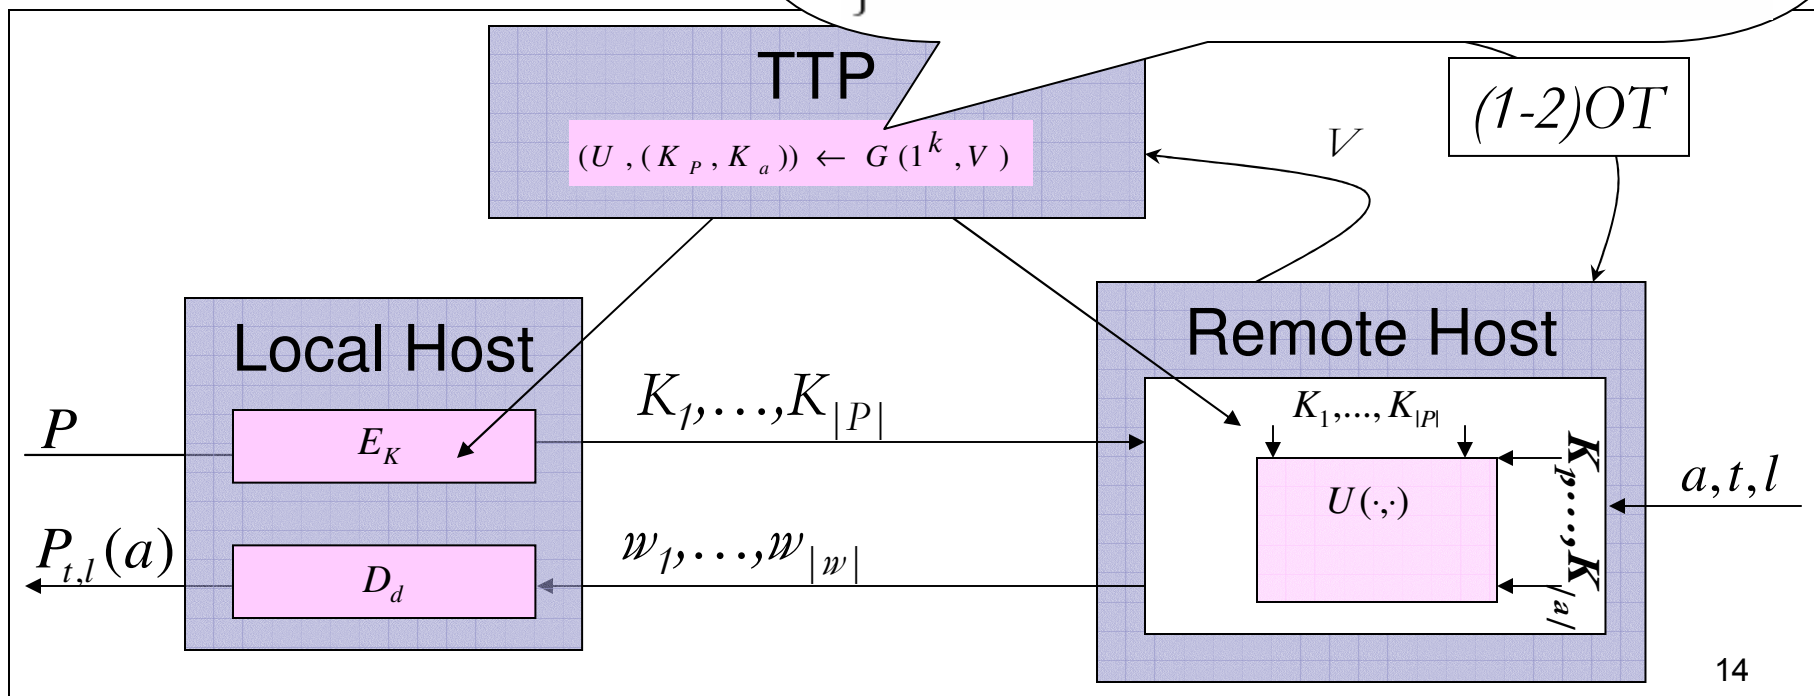 }
TTP
(U , ( K_P , K_a )) ← G (1^k , V )
V
(1-2)OT
Local Host
Remote Host
P
E_K
K_1,...,K_|P|
K_1,..., K_|P|
U (·,·)
K_1,...,K_|a|
a, t, l
P_t,l (a)
D_d
w_1,...,w_|w|
14